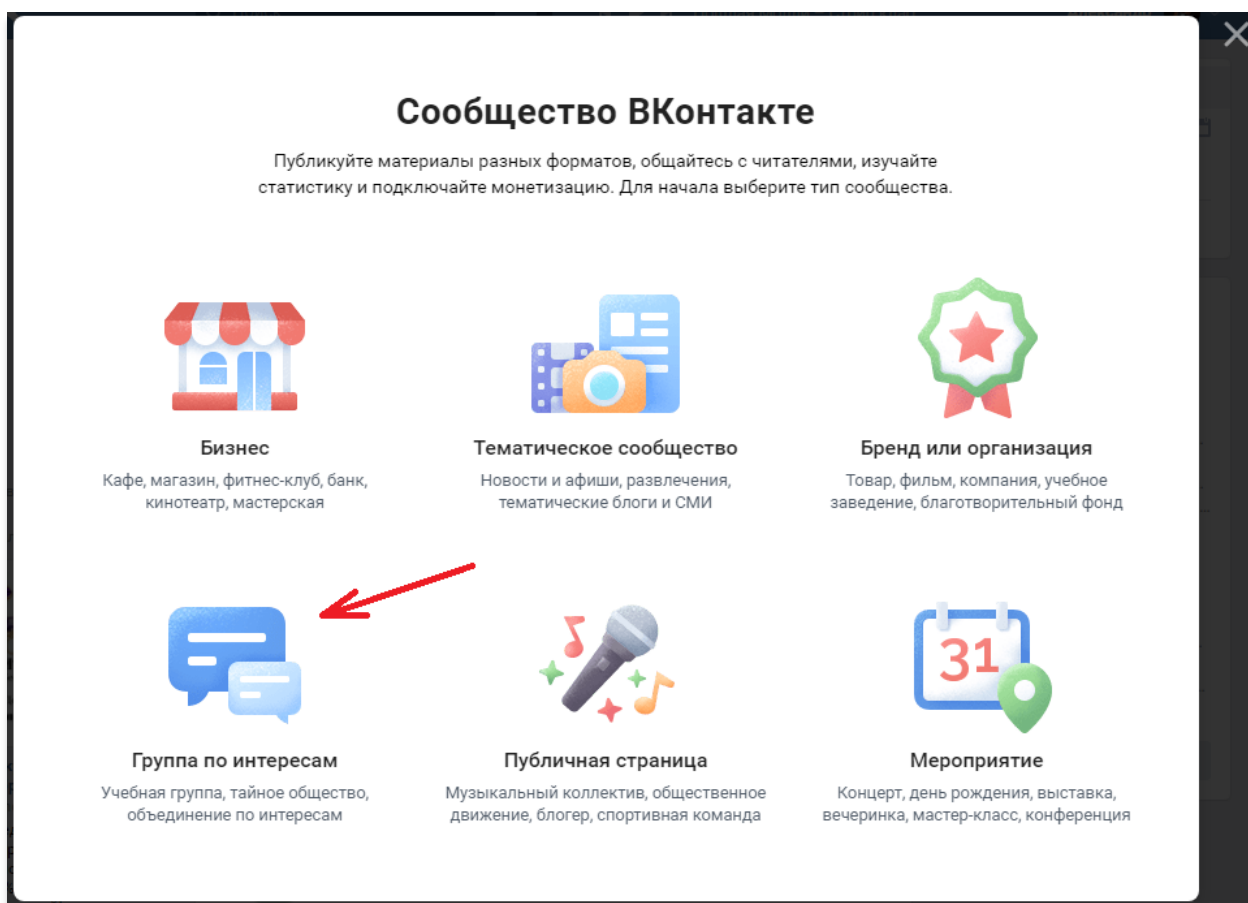 Сообщество ВКонтакте
Публикуйте материалы разных форматов, общайтесь с читателями, изучайте
статистику и подключайте монетизацию. Для начала выберите тип сообщества.
Бизнес
Кафе, магазин, фитнес-клуб, банк,
кинотеатр, мастерская
Тематическое сообщество
Новости и афиши, развлечения,
тематические блоги и СМИ
Бренд или организация
Товар, фильм, компания, учебное
заведение, благотворительный фонд
31
Группа по интересам
Учебная группа, тайное общество,
объединение по интересам
Публичная страница
Музыкальный коллектив, общественное
движение, блогер, спортивная команда
Мероприятие
Концерт, день рождения, выставка,
вечеринка, мастер-класс, конференция